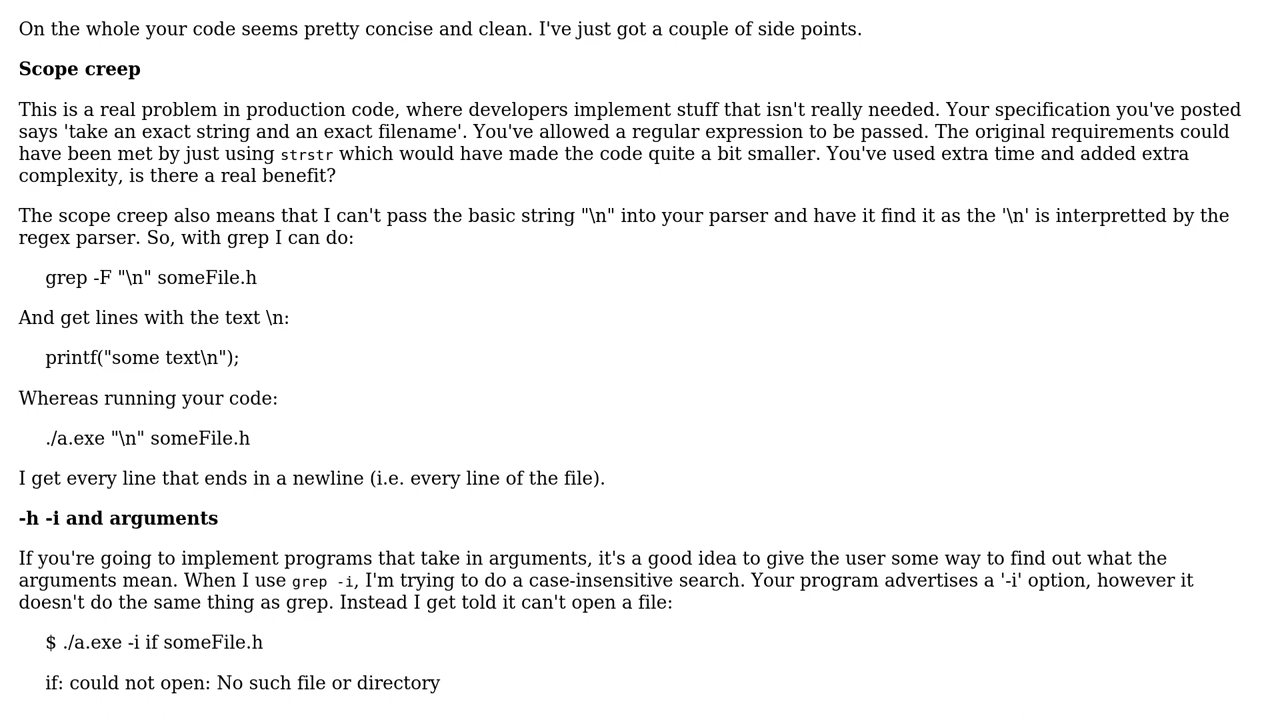 On the whole your code seems pretty concise and clean. I've just got a couple of side points.
Scope creep
This is a real problem in production code, where developers implement stuff that isn't really needed. Your specification you've posted
says 'take an exact string and an exact filename'. You've allowed a regular expression to be passed. The original requirements could
have been met by just using strstr which would have made the code quite a bit smaller. You've used extra time and added extra
complexity, is there a real benefit?
The scope creep also means that I can't pass the basic string "\n" into your parser and have it find it as the '\n' is interpretted by the
regex parser. So, with grep I can do:
grep -F "\n" someFile.h
And get lines with the text \n:
printf("some text\n");
Whereas running your code:
./a.exe "\n" someFile.h
I get every line that ends in a newline (i.e. every line of the file).
-h -i and arguments
If you're going to implement programs that take in arguments, it's a good idea to give the user some way to find out what the
arguments mean. When I use grep -i, I'm trying to do a case-insensitive search. Your program advertises a '-i' option, however it
doesn't do the same thing as grep. Instead I get told it can't open a file:
$ ./a.exe -i if someFile.h
if: could not open: No such file or directory